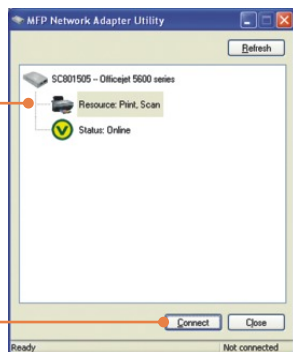 MFP Network Adapter Utility
Refresh
SC801505 -- Officejet 5600 series
Resource: Print, Scan
Status: Online
Connect Close
Ready Not connected